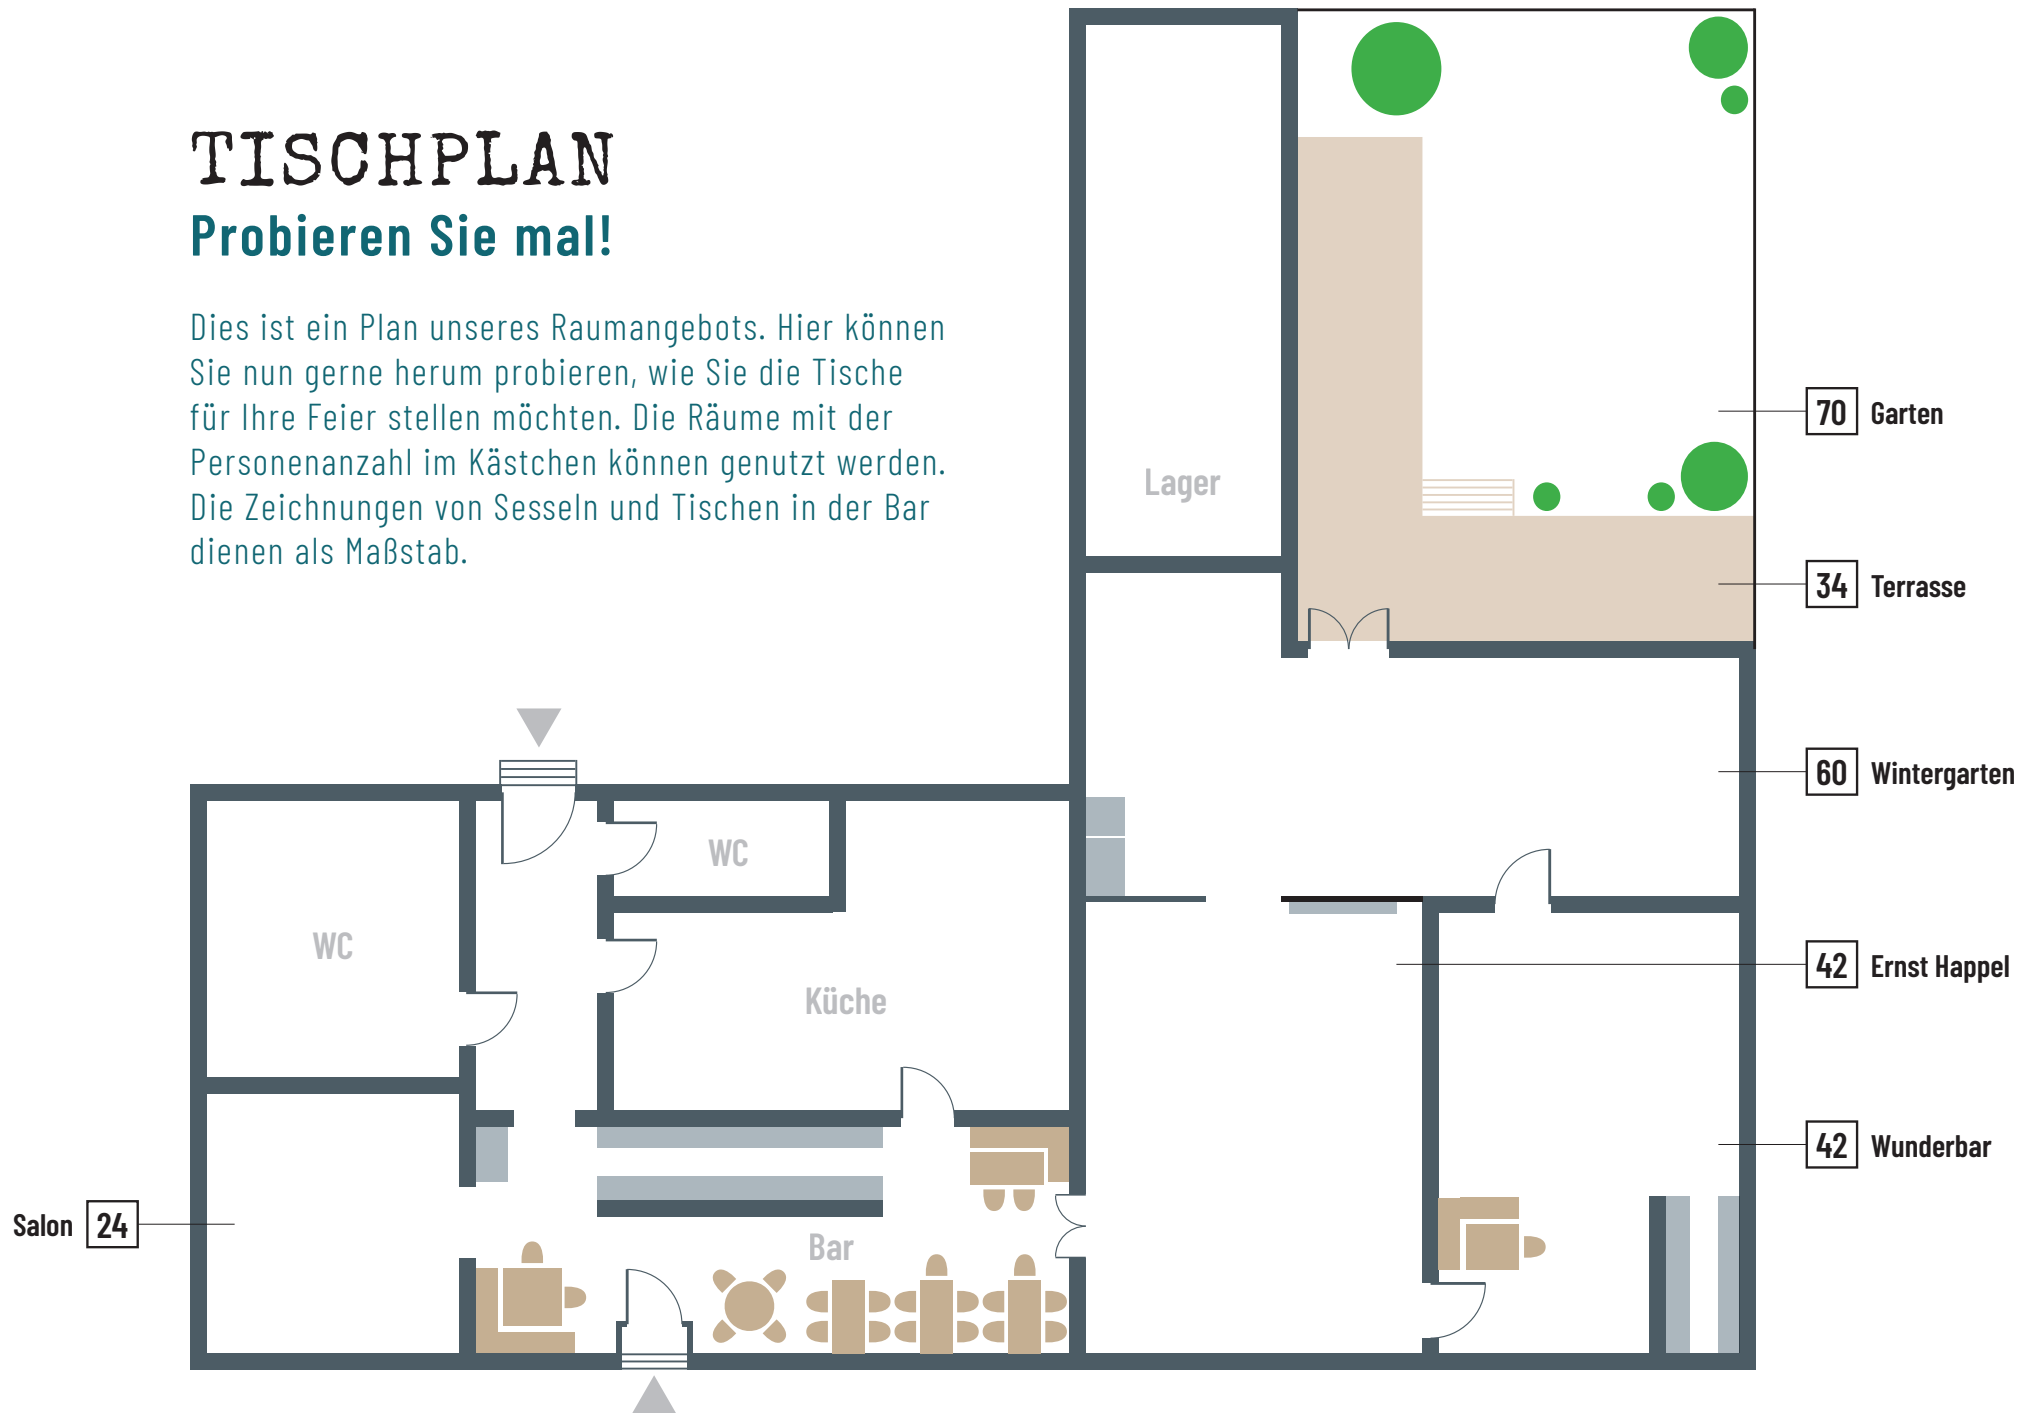 TISCHPLAN
Probieren Sie mal!
Dies ist ein Plan unseres Raumangebots. Hier können
Sie nun gerne herum probieren, wie Sie die Tische
für Ihre Feier stellen möchten. Die Räume mit der
Personenanzahl im Kästchen können genutzt werden.
Die Zeichnungen von Sesseln und Tischen in der Bar
dienen als Maßstab.
Lager
70 Garten
34 Terrasse
60 Wintergarten
WC
WC
Küche
42 Ernst Happel
42 Wunderbar
Salon 24
Bar